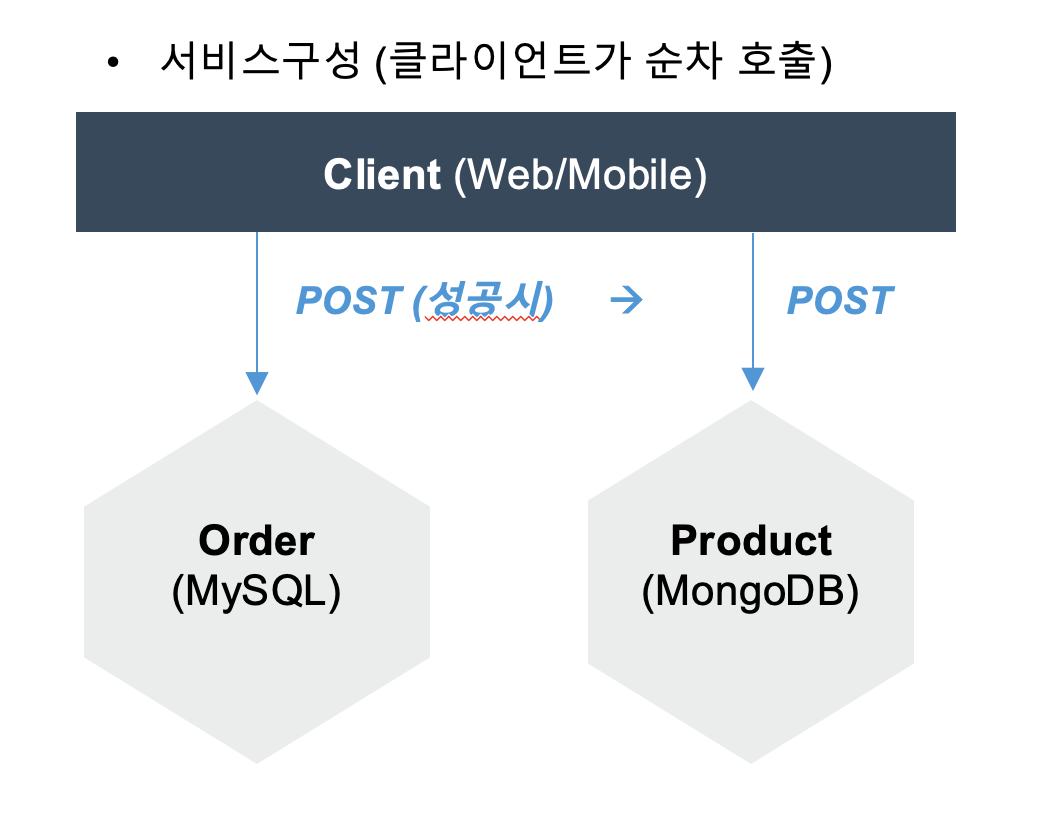 • 서비스구성 (클라이언트가 순차 호출)
Client (Web/Mobile)
POST (성공시) → POST
Order
(MySQL)
Product
(MongoDB)